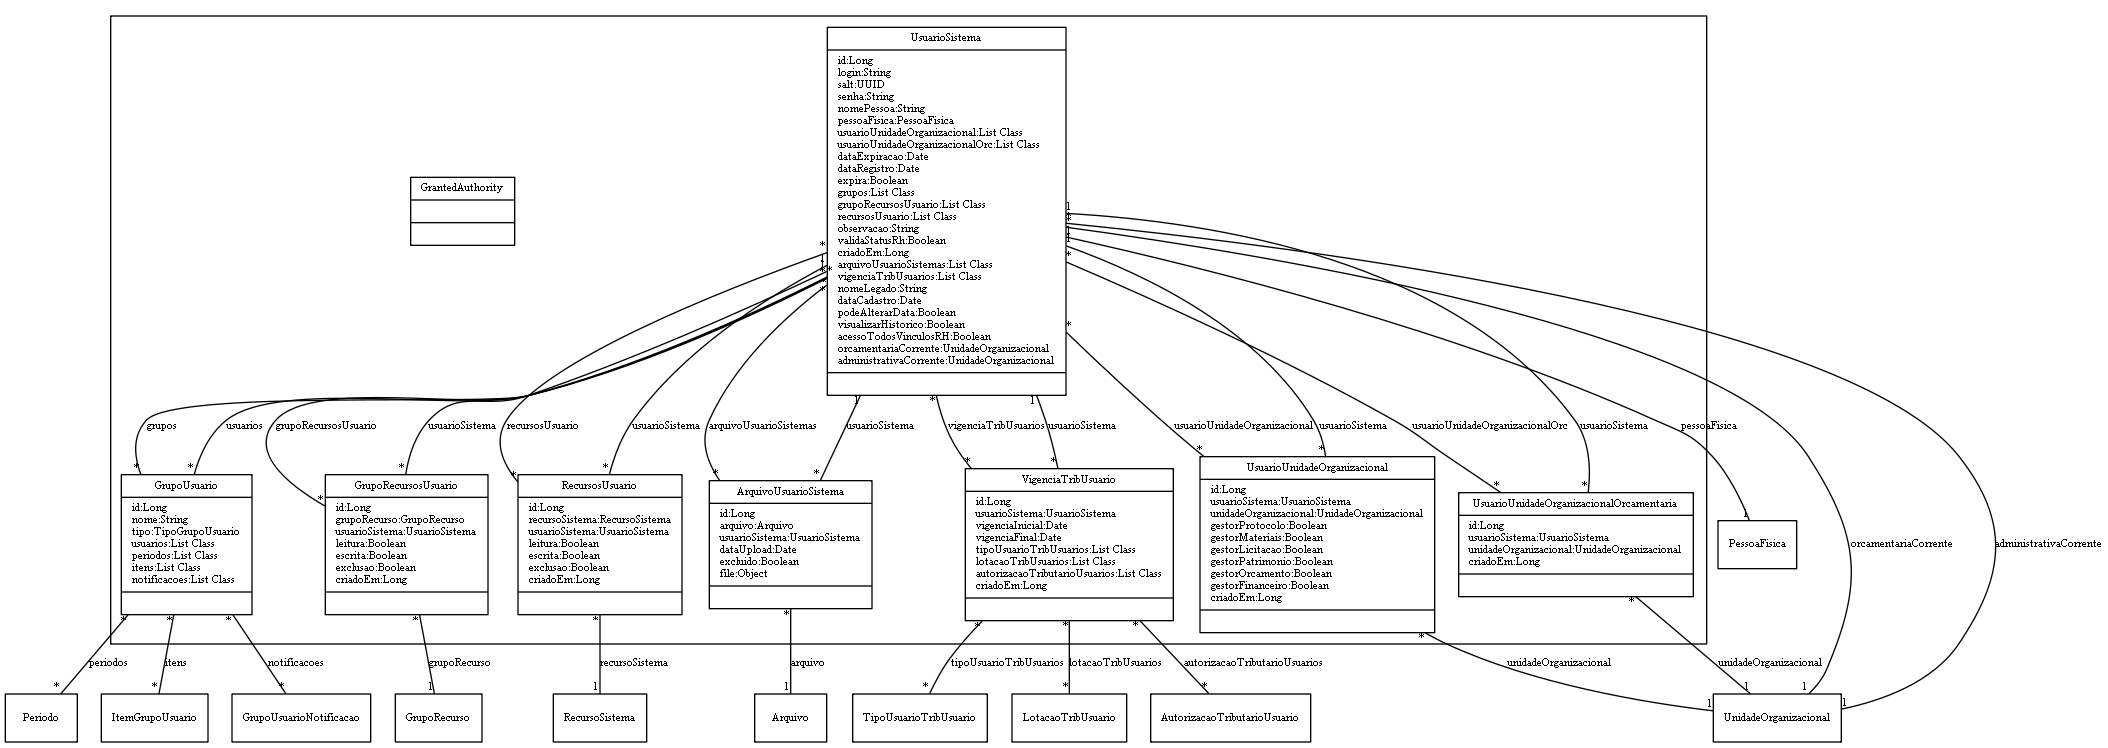 UsuarioSistema
id:Long
login:String
salt:UUID
senha:String
nomePessoa:String
pessoaFisica:PessoaFisica
usuarioUnidadeOrganizacional:List Class
usuarioUnidadeOrganizacionalOrc:List Class
dataExpiracao:Date
dataRegistro:Date
expira:Boolean
grupos:List Class
grupoRecursosUsuario:List Class
recursosUsuario:List Class
observacao:String
validaStatusRh:Boolean
criadoEm:Long
arquivoUsuarioSistemas:List Class
vigenciaTribUsuarios:List Class
nomeLegado:String
dataCadastro:Date
podeAlterarData:Boolean
visualizarHistorico:Boolean
acessoTodosVinculosRH:Boolean
orcamentariaCorrente:UnidadeOrganizacional
administrativaCorrente:UnidadeOrganizacional
GrantedAuthority
grupos
usuarios
grupoRecursosUsuario
usuarioSistema
recursosUsuario
usuarioSistema
arquivoUsuarioSistemas
usuarioSistema
vigenciaTribUsuarios
usuarioSistema
usuarioUnidadeOrganizacional
usuarioSistema
usuarioUnidadeOrganizacionalOrc
usuarioSistema
pessoaFisica
orcamentariaCorrente
administrativaCorrente
GrupoUsuario
id:Long
nome:String
tipo:TipoGrupoUsuario
usuarios:List Class
periodos:List Class
itens:List Class
notificacoes:List Class
GrupoRecursosUsuario
id:Long
grupoRecurso:GrupoRecurso
usuarioSistema:UsuarioSistema
leitura:Boolean
escrita:Boolean
exclusao:Boolean
criadoEm:Long
RecursosUsuario
id:Long
recursoSistema:RecursoSistema
usuarioSistema:UsuarioSistema
leitura:Boolean
escrita:Boolean
exclusao:Boolean
criadoEm:Long
ArquivoUsuarioSistema
id:Long
arquivo:Arquivo
usuarioSistema:UsuarioSistema
dataUpload:Date
excluido:Boolean
file:Object
VigenciaTribUsuario
id:Long
usuarioSistema:UsuarioSistema
vigenciaInicial:Date
vigenciaFinal:Date
tipoUsuarioTribUsuarios:List Class
lotacaoTribUsuarios:List Class
autorizacaoTributarioUsuarios:List Class
criadoEm:Long
UsuarioUnidadeOrganizacional
id:Long
usuarioSistema:UsuarioSistema
unidadeOrganizacional:UnidadeOrganizacional
gestorProtocolo:Boolean
gestorMateriais:Boolean
gestorLicitacao:Boolean
gestorPatrimonio:Boolean
gestorOrcamento:Boolean
gestorFinanceiro:Boolean
criadoEm:Long
UsuarioUnidadeOrganizacionalOrcamentaria
id:Long
usuarioSistema:UsuarioSistema
unidadeOrganizacional:UnidadeOrganizacional
criadoEm:Long
PessoaFisica
periodos
itens
notificacoes
grupoRecurso
recursoSistema
arquivo
tipoUsuarioTribUsuarios
lotacaoTribUsuarios
autorizacaoTributarioUsuarios
unidadeOrganizacional
unidadeOrganizacional
Periodo
ItemGrupoUsuario
GrupoUsuarioNotificacao
GrupoRecurso
RecursoSistema
Arquivo
TipoUsuarioTribUsuario
LotacaoTribUsuario
AutorizacaoTributarioUsuario
UnidadeOrganizacional